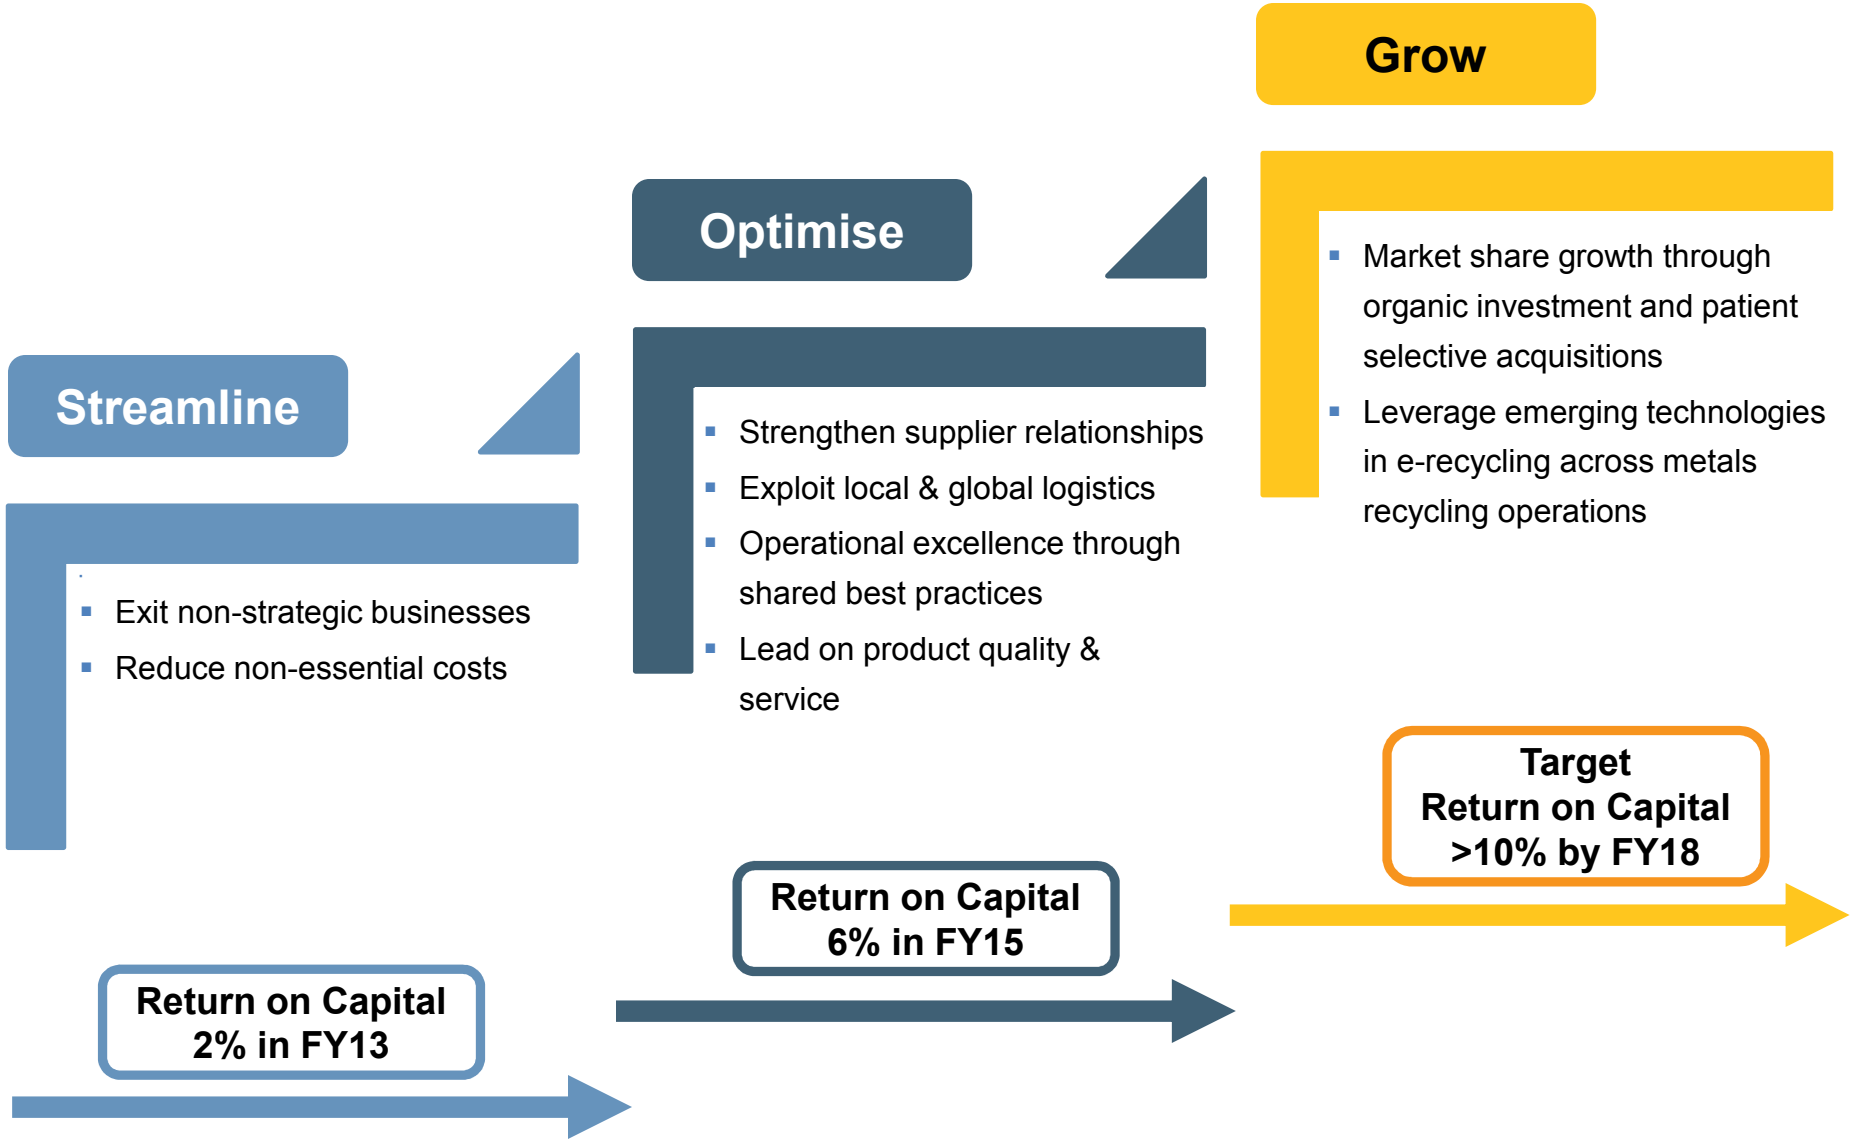 Streamline
Exit non-strategic businesses
Reduce non-essential costs
Return on Capital
2% in FY13
Optimise
Strengthen supplier relationships
Exploit local & global logistics
Operational excellence through
shared best practices
Lead on product quality &
service
Return on Capital
6% in FY15
Grow
Market share growth through
organic investment and patient
selective acquisitions
Leverage emerging technologies
in e-recycling across metals
recycling operations
Target
Return on Capital
>10% by FY18